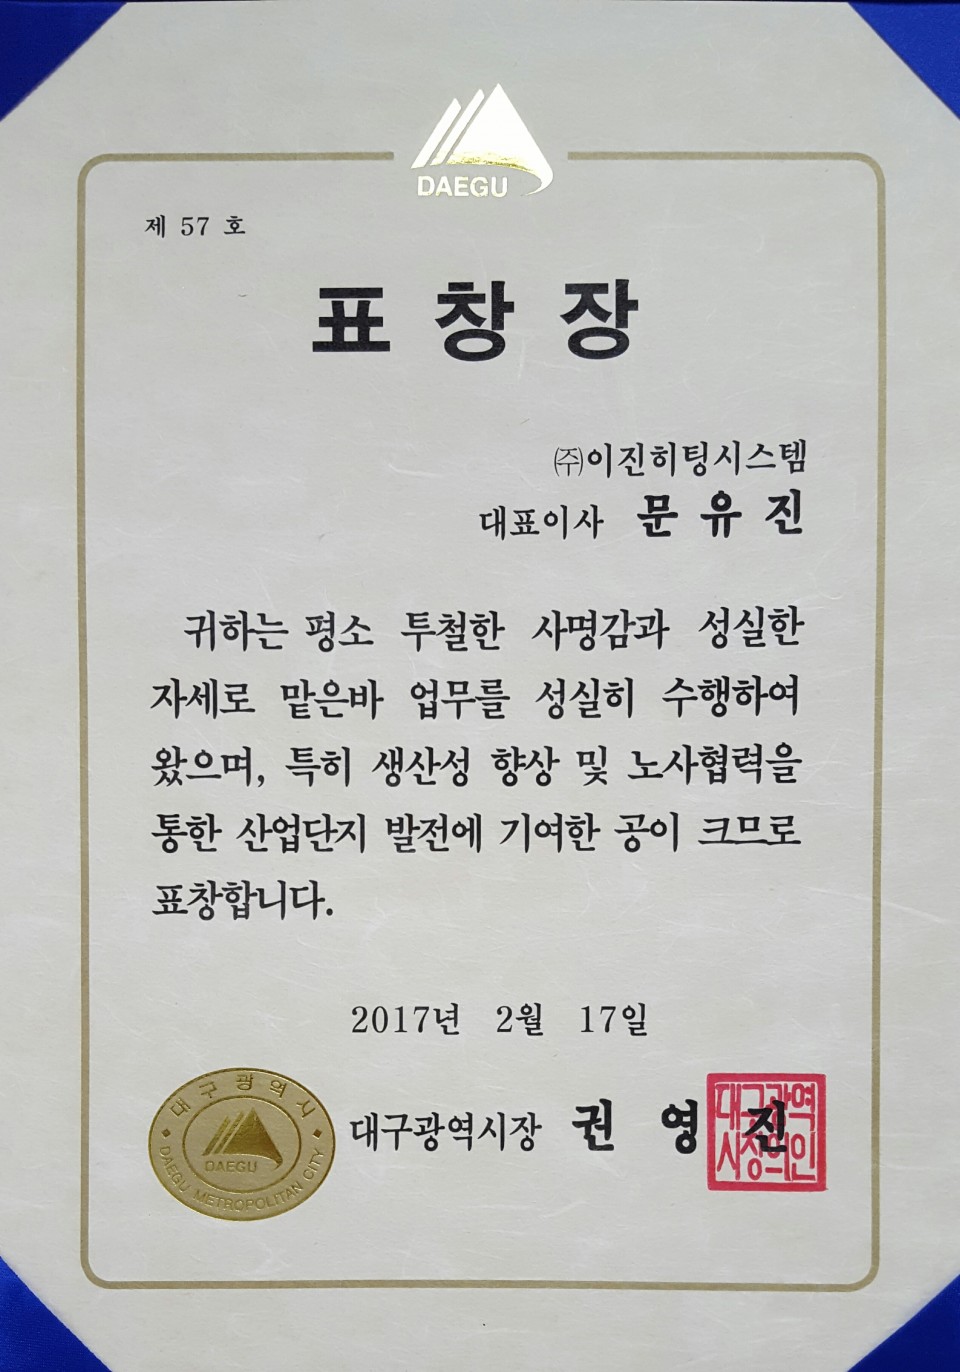 DAEGU
제 57 호
표 창 장
㈜이진히팅시스템
대표이사 문 유 진
귀하는 평소 투철한 사명감과 성실한
자세로 맡은바 업무를 성실히 수행하여
왔으며, 특히 생산성 향상 및 노사협력을
통한 산업단지 발전에 기여한 공이 크므로
표창합니다.
2017년 2월 17일
대구광역시장 권 영 진
대구광역
시장의인
대구광역시
DAEGU
DAEGU METROPOLITAN CITY